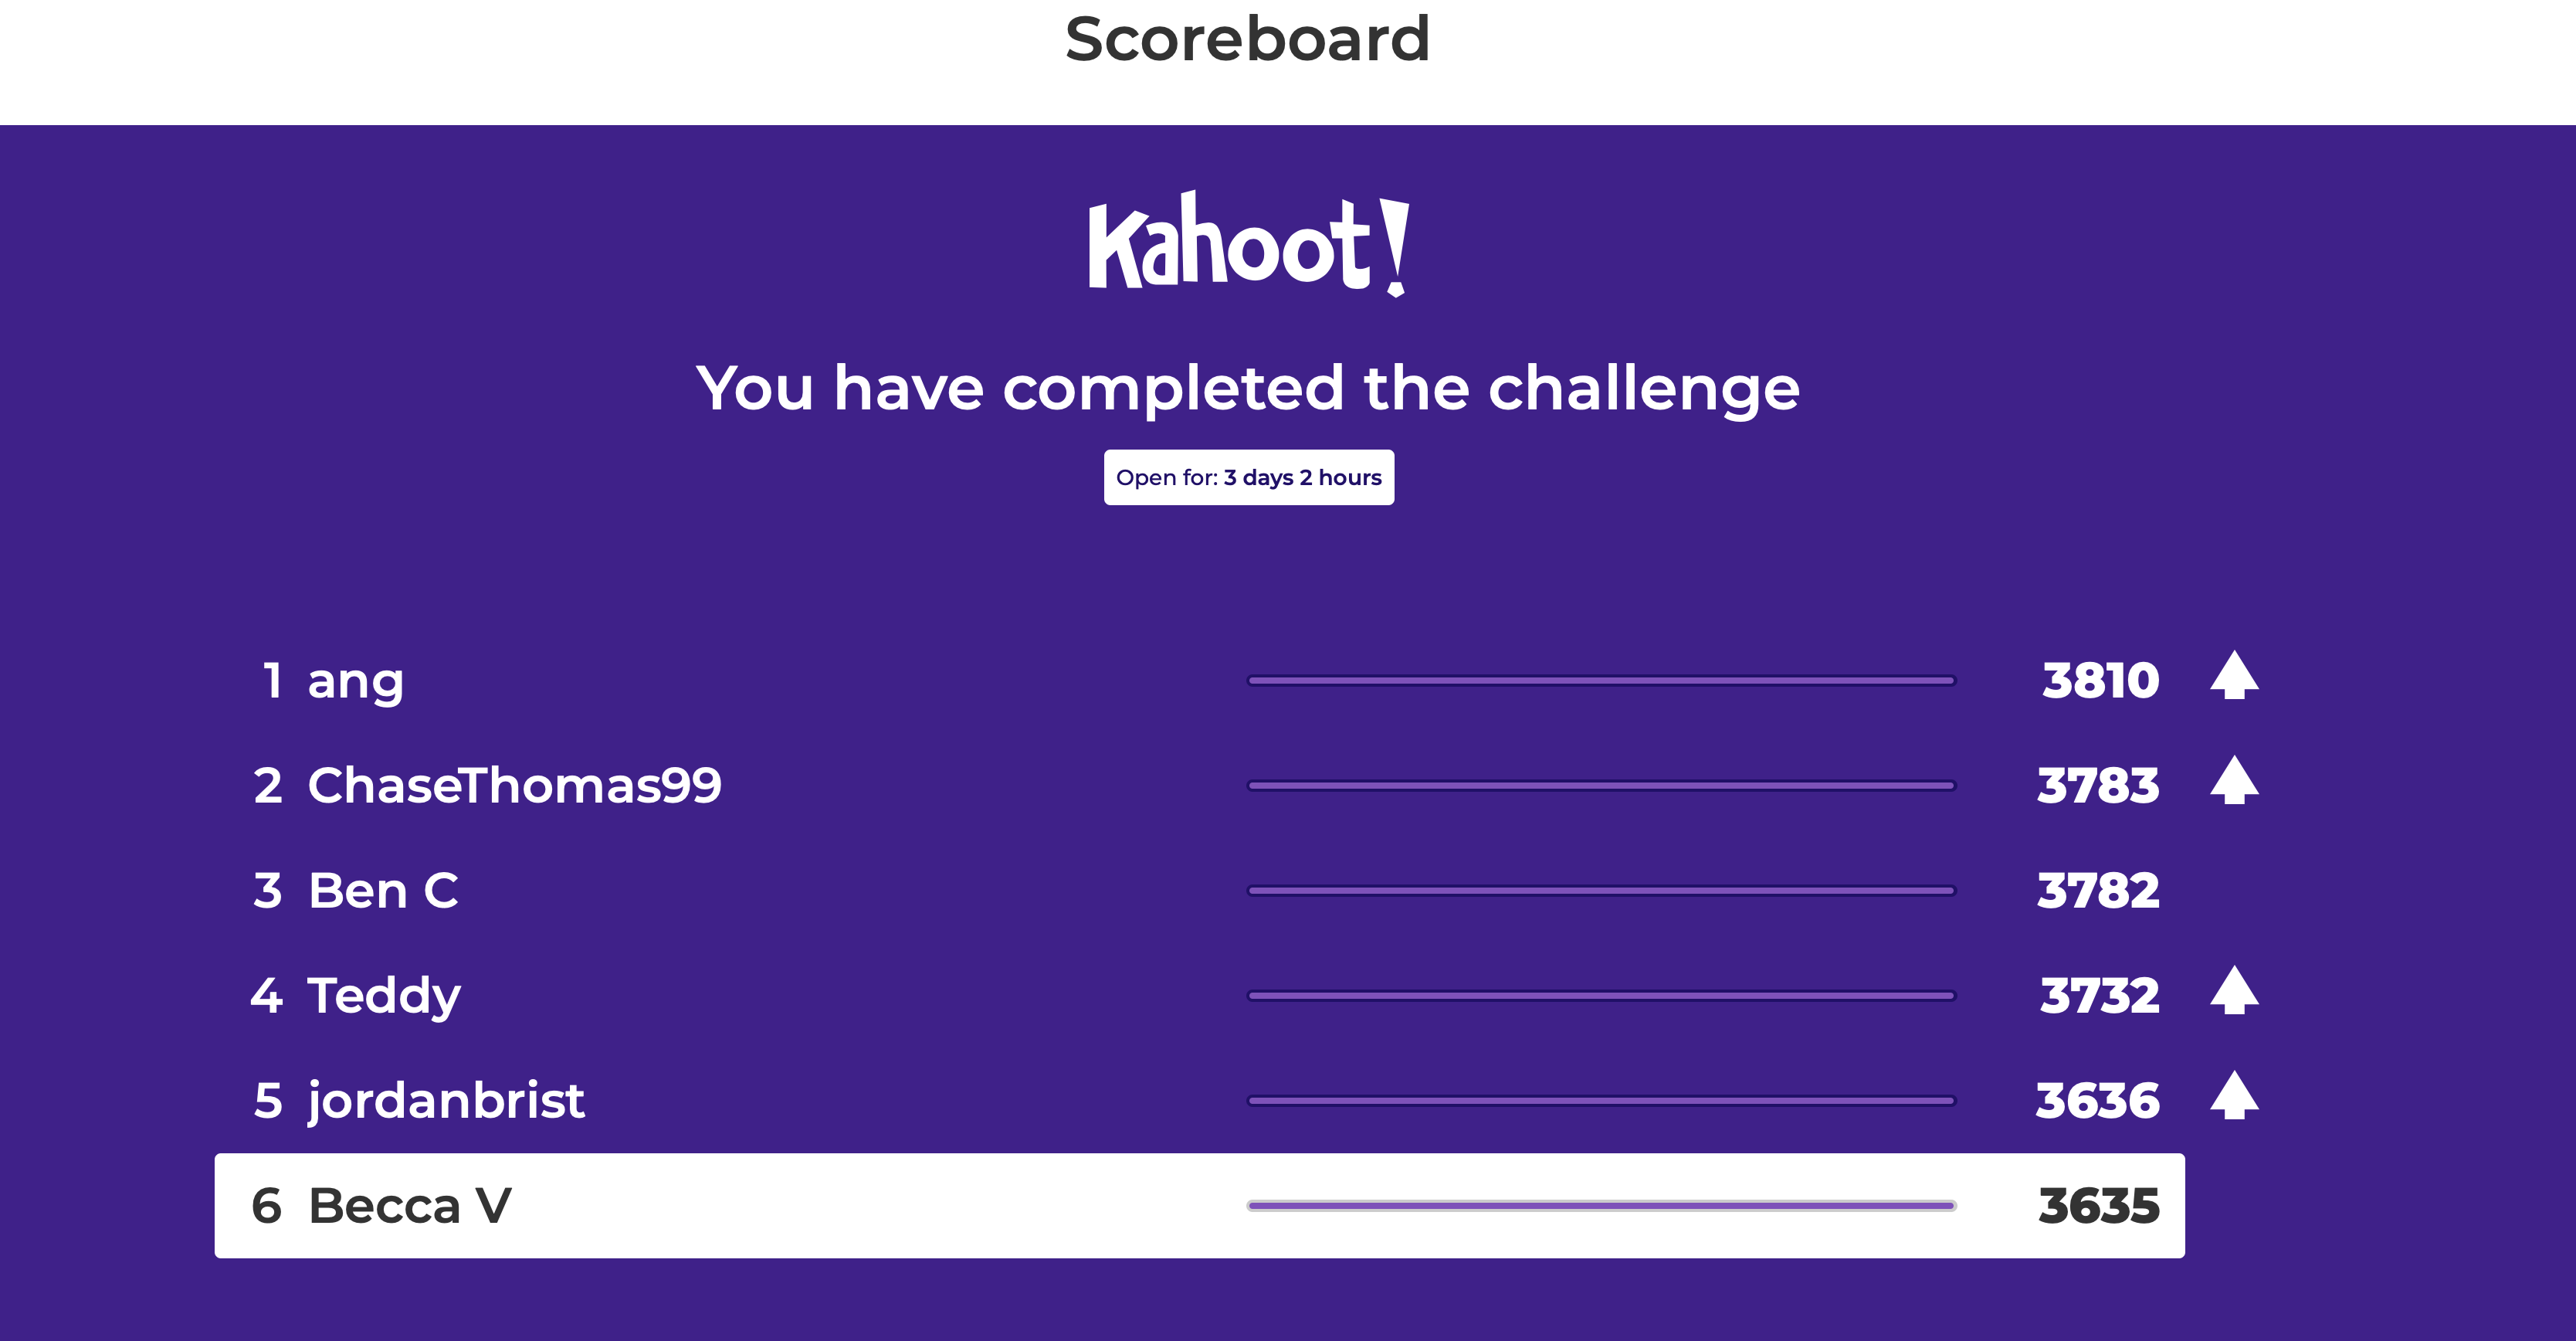 Scoreboard
Kahoot!
You have completed the challenge
Open for: 3 days 2 hours
1 ang 3810
2 ChaseThomas99 3783
3 Ben C 3782
4 Teddy 3732
5 jordanbrist 3636
6 Becca V 3635